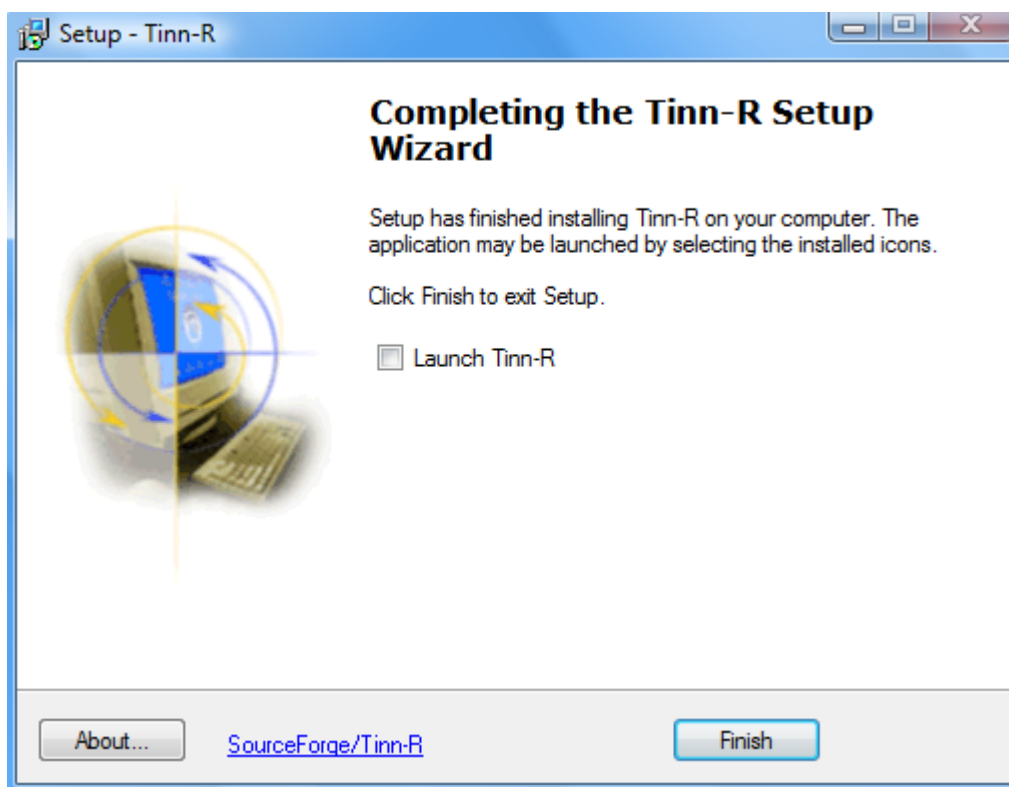 Setup - Tinn-R
Completing the Tinn-R Setup
Wizard
Setup has finished installing Tinn-R on your computer. The
application may be launched by selecting the installed icons.
Click Finish to exit Setup.
Launch Tinn-R
About...
SourceForge/Tinn-R
Finish